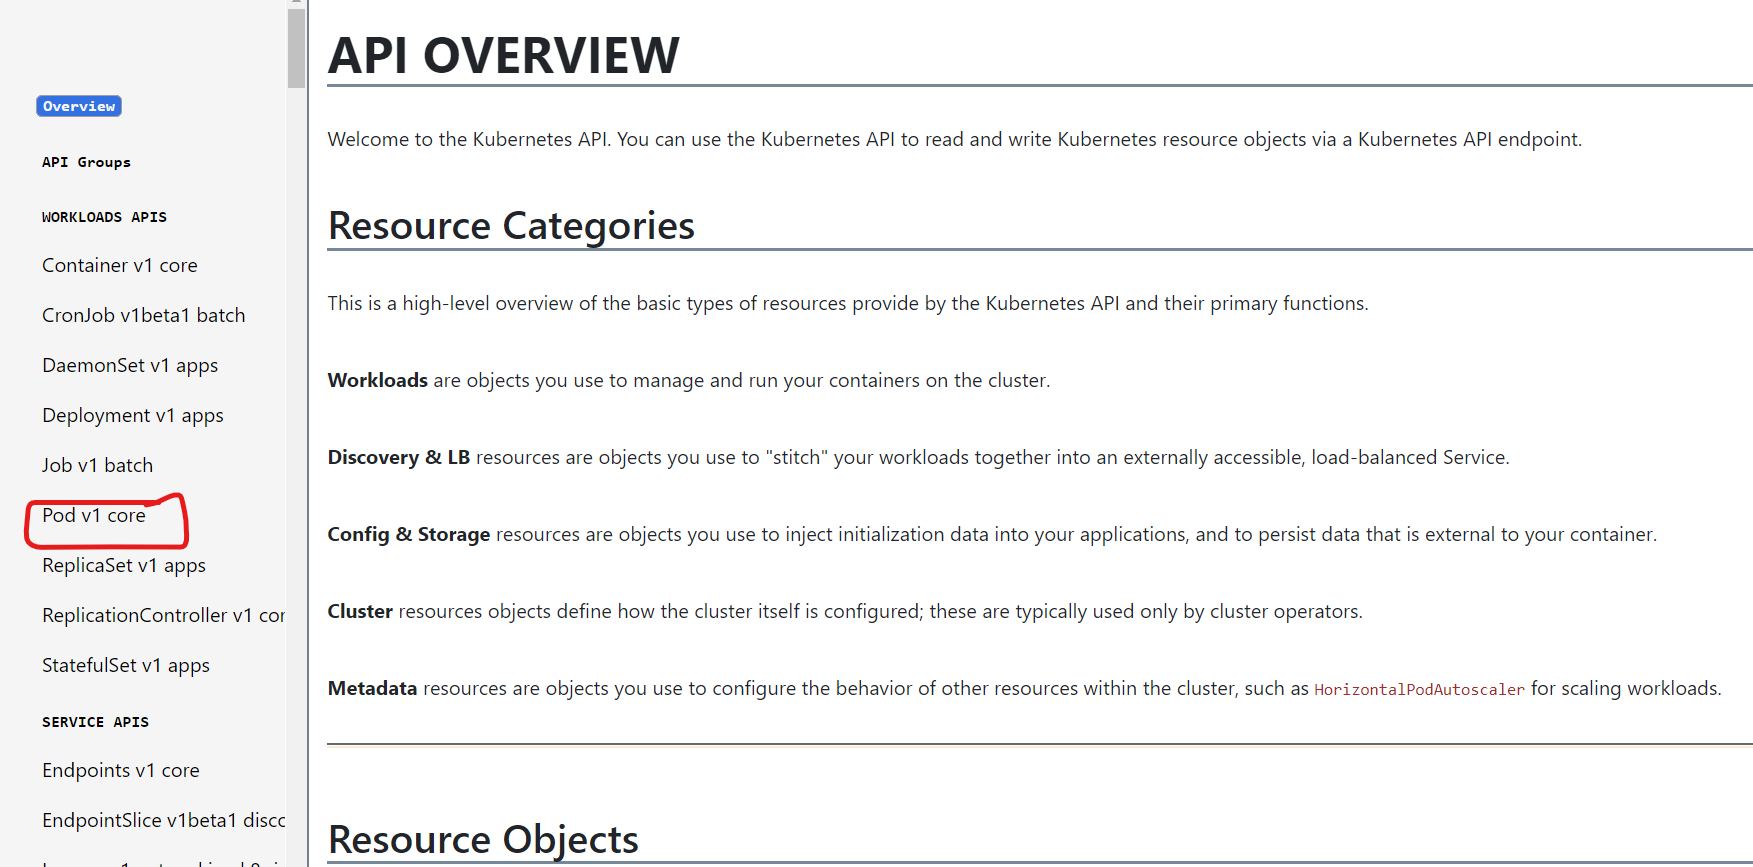 Overview
API Groups
WORKLOADS APIS
Container v1 core
CronJob v1beta1 batch
DaemonSet v1 apps
Deployment v1 apps
Job v1 batch
Pod v1 core
ReplicaSet v1 apps
ReplicationController v1
StatefulSet v1 apps
SERVICE APIS
Endpoints v1 core
EndpointSlice v1beta1
API OVERVIEW
Welcome to the Kubernetes API. You can use the Kubernetes API to read and write Kubernetes resource objects via a Kubernetes API endpoint.
Resource Categories
This is a high-level overview of the basic types of resources provide by the Kubernetes API and their primary functions.
Workloads are objects you use to manage and run your containers on the cluster.
Discovery & LB resources are objects you use to "stitch" your workloads together into an externally accessible, load-balanced Service.
Config & Storage resources are objects you use to inject initialization data into your applications, and to persist data that is external to your container.
Cluster resources objects define how the cluster itself is configured; these are typically used only by cluster operators.
Metadata resources are objects you use to configure the behavior of other resources within the cluster, such as HorizontalPodAutoscaler for scaling workloads.
Resource Objects